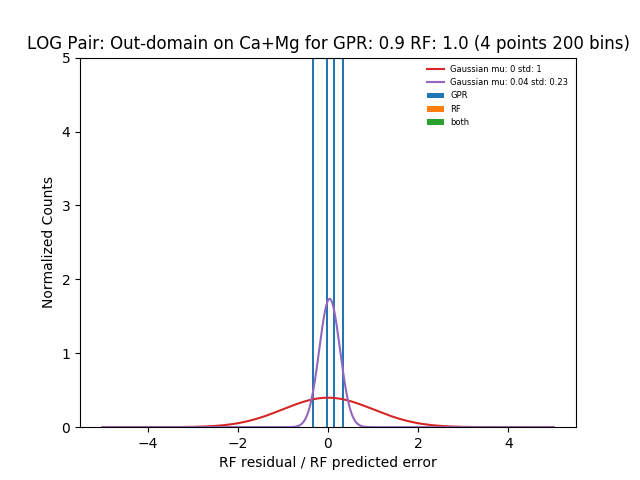 LOG Pair: Out-domain on Ca+Mg for GPR: 0.9 RF: 1.0 (4 points 200 bins)
Gaussian mu: 0 std: 1
Gaussian mu: 0.04 std: 0.23
GPR
RF
both
Normalized Counts
5
4
3
2
1
0
−4
−2
0
2
4
RF residual / RF predicted error